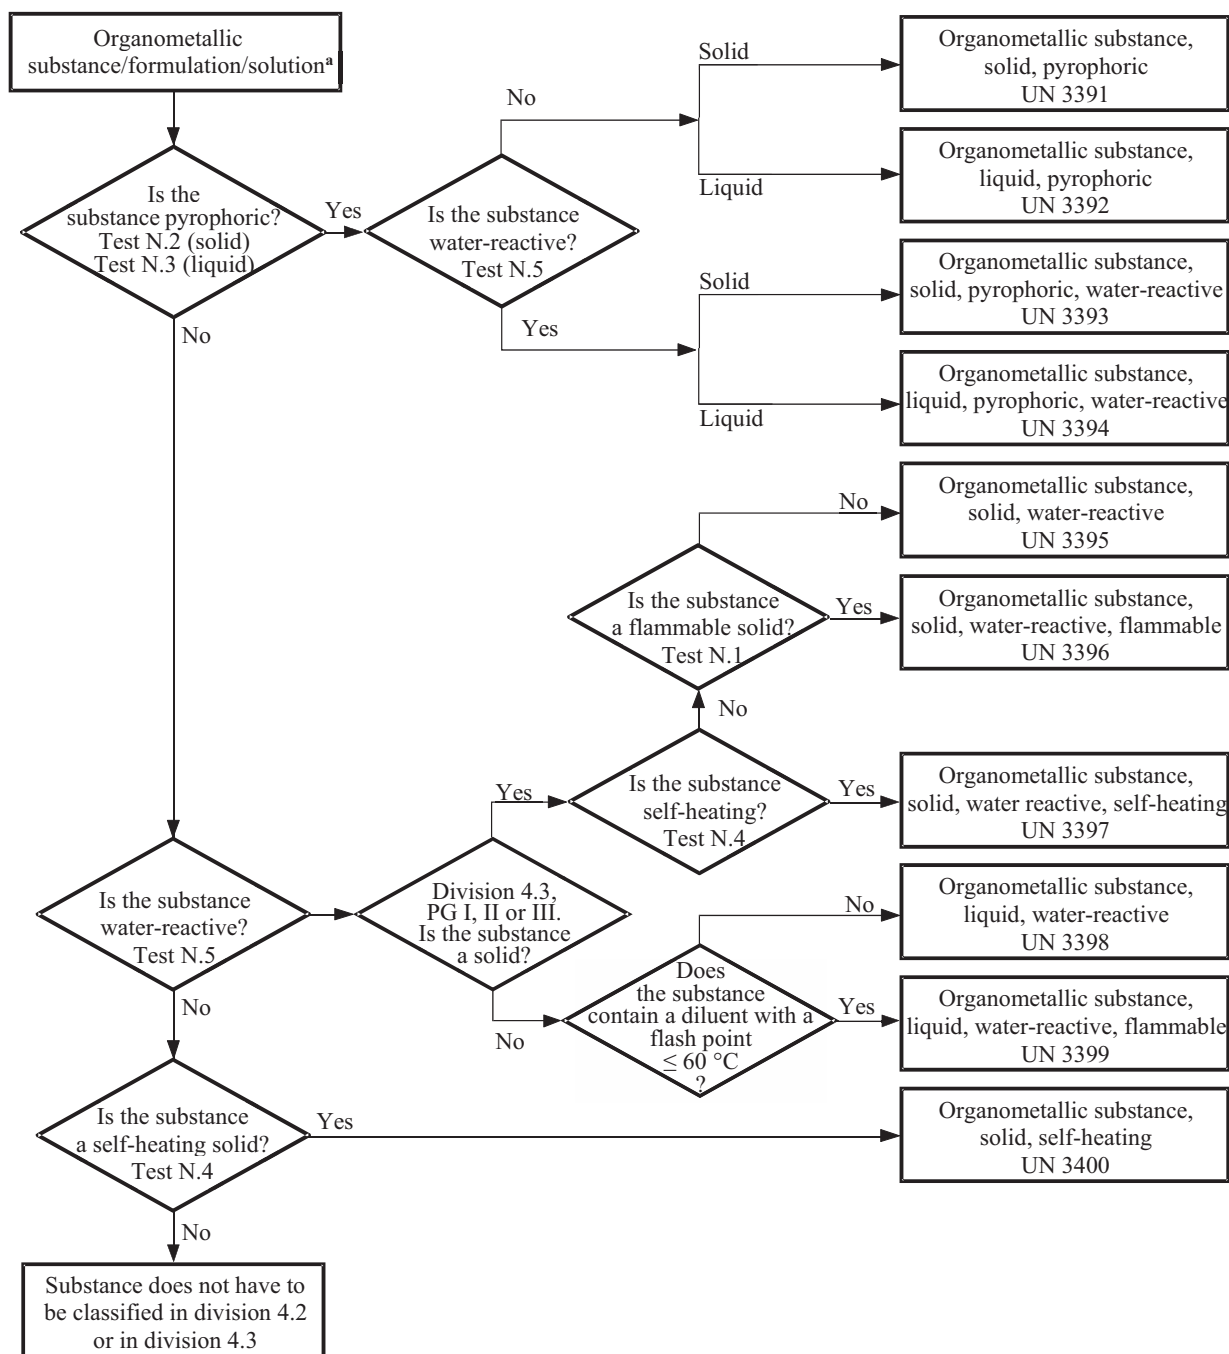 Organometallic
substance/formulation/solutionª
Solid
Organometallic substance,
solid, pyrophoric
UN 3391
No
Is the
substance pyrophoric?
Test N.2 (solid)
Test N.3 (liquid)
Yes
Is the substance
water-reactive?
Test N.5
Liquid
Organometallic substance,
liquid, pyrophoric
UN 3392
Solid
Organometallic substance,
solid, pyrophoric, water-reactive
UN 3393
No
Yes
Liquid
Organometallic substance,
liquid, pyrophoric, water-reactive
UN 3394
No
Organometallic substance,
solid, water-reactive
UN 3395
Is the substance
a flammable solid?
Test N.1
Yes
Organometallic substance,
solid, water-reactive, flammable
UN 3396
No
Yes
Is the substance
self-heating?
Test N.4
Yes
Organometallic substance,
solid, water reactive, self-heating
UN 3397
Is the substance
water-reactive?
Test N.5
Division 4.3,
PG I, II or III.
Is the substance
a solid?
No
Organometallic substance,
liquid, water-reactive
UN 3398
No
No
Does
the substance
contain a diluent with a
flash point
≤ 60 °C
?
Yes
Organometallic substance,
liquid, water-reactive, flammable
UN 3399
Is the substance
a self-heating solid?
Test N.4
Yes
Organometallic substance,
solid, self-heating
UN 3400
No
Substance does not have to
be classified in division 4.2
or in division 4.3